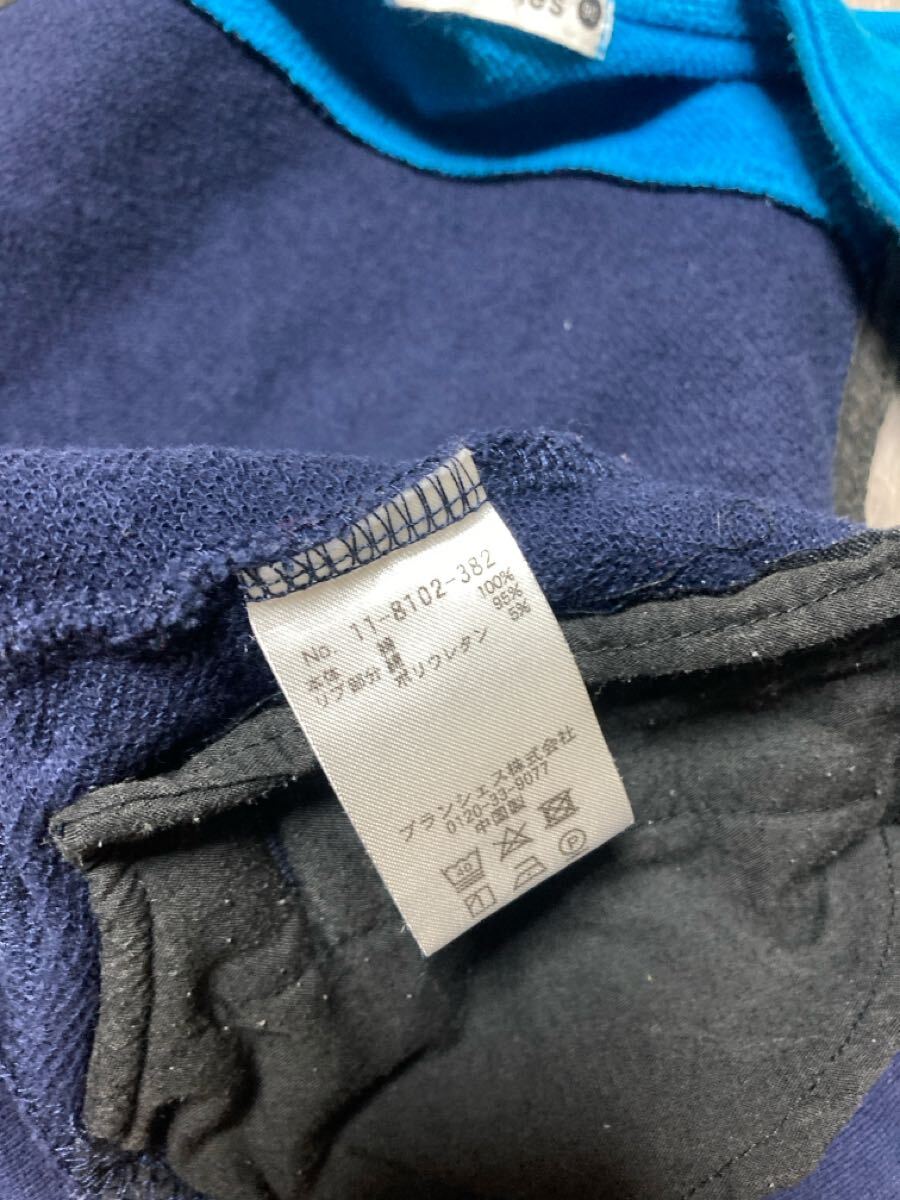 No. 11-8102-382
本体 綿 100%
リブ部分 綿 95%
ポリウレタン 5%
ブランシェス株式会社
0120-33-9077
中国製
40
P